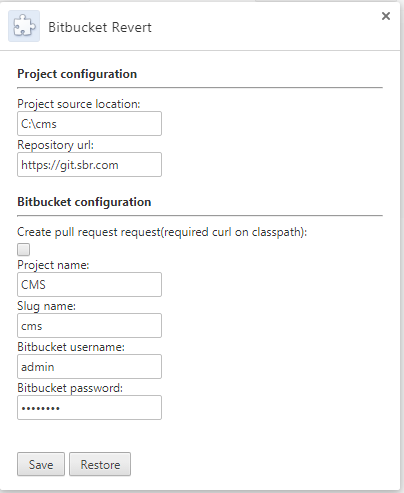 Bitbucket Revert
×
Project configuration
Project source location:
C:\cms
Repository url:
https://git.sbr.com
Bitbucket configuration
Create pull request request(required curl on classpath):
Project name:
CMS
Slug name:
cms
Bitbucket username:
admin
Bitbucket password:
••••••••
Save Restore